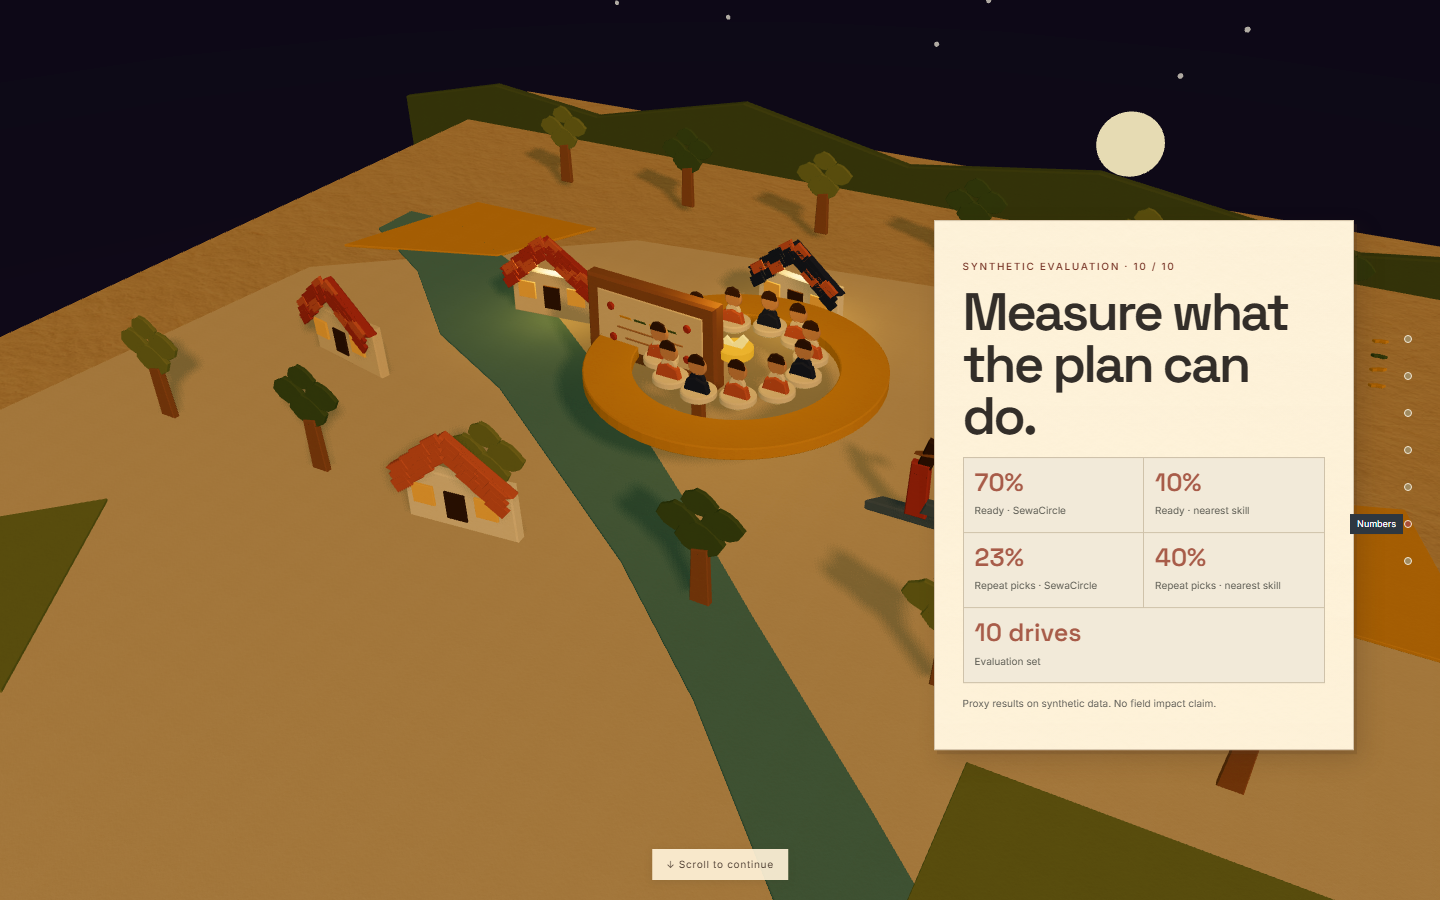 SYNTHETIC EVALUATION · 10 / 10
Measure what
the plan can
do.
70%
Ready · SewaCircle
10%
Ready · nearest skill
23%
Repeat picks · SewaCircle
40%
Repeat picks · nearest skill
10 drives
Evaluation set
Proxy results on synthetic data. No field impact claim.
Numbers
↓ Scroll to continue